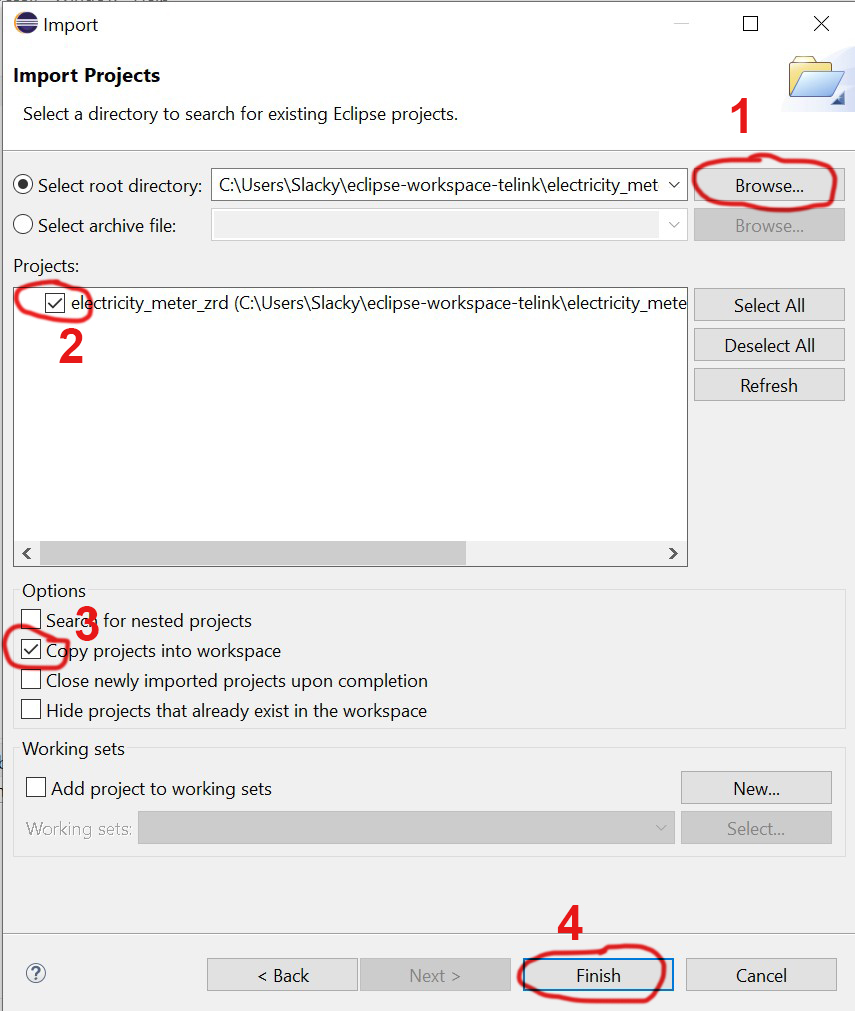 Import
Import Projects
Select a directory to search for existing Eclipse projects.
1
Select root directory: C:\Users\Slacky\eclipse-workspace-telink\electricity_met Browse...
Select archive file: Browse...
Projects:
electricity_meter_zrd (C:\Users\Slacky\eclipse-workspace-telink\electricity_mete Select All
2
Deselect All
Refresh
Options
Search for nested projects
3
Copy projects into workspace
Close newly imported projects upon completion
Hide projects that already exist in the workspace
Working sets
Add project to working sets New...
Working sets: Select...
4
? < Back Next > Finish Cancel